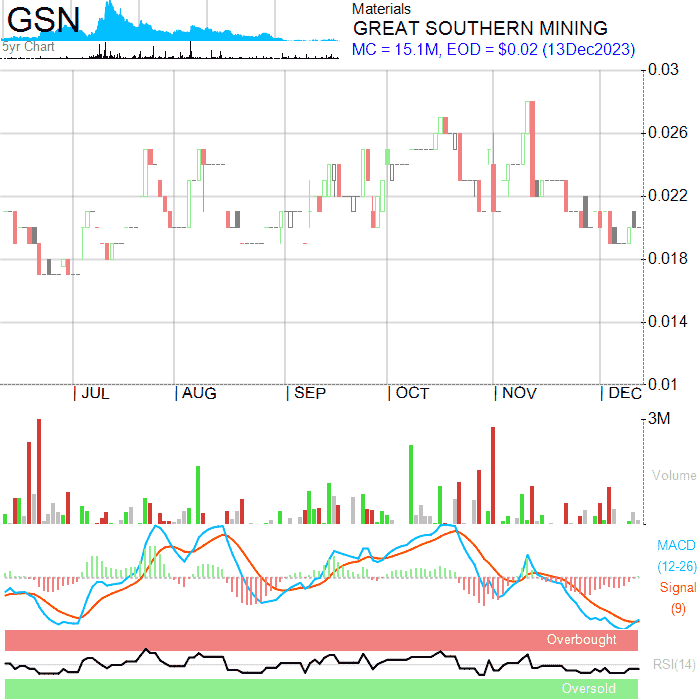 GSN
5yr Chart
Materials
GREAT SOUTHERN MINING
MC = 15.1M, EOD = $0.02 (13Dec2023)
0.03
0.026
0.022
0.018
0.014
0.01
| JUL | AUG | SEP | OCT | NOV | DEC
3M
Volume
MACD
(12-26)
Signal
(9)
Overbought
RSI(14)
Oversold